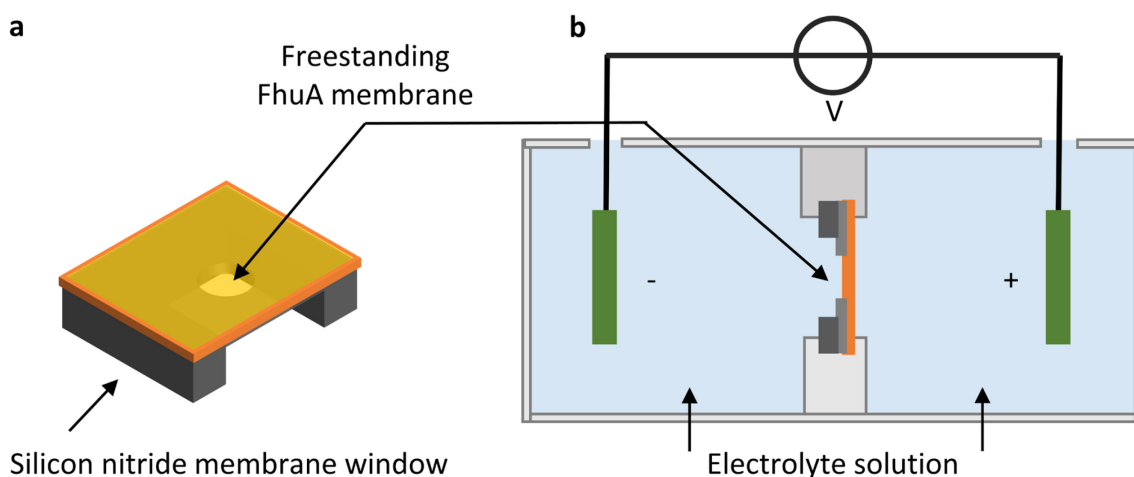 a
Freestanding
FhuA membrane
Silicon nitride membrane window
b
V
-
+
Electrolyte solution